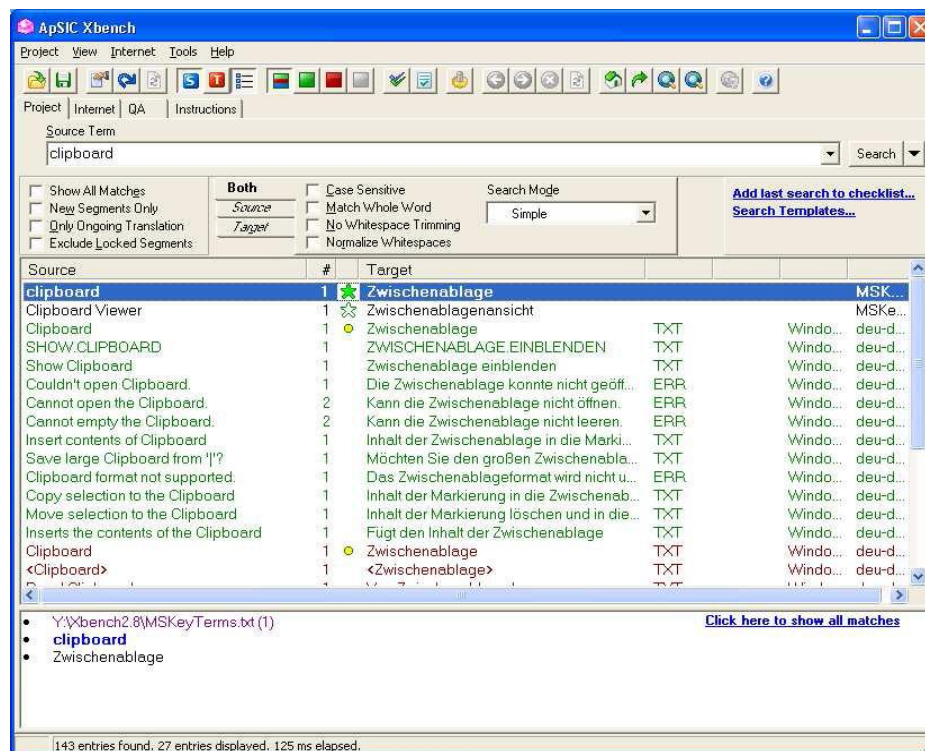 ApSIC Xbench
Project View Internet Tools Help
Project Internet QA Instructions
Source Term
clipboard Search
Show All Matches Both Case Sensitive Search Mode Add last search to checklist...
New Segments Only Source Match Whole Word Simple Search Templates...
Only Ongoing Translation Target No Whitespace Trimming
Exclude Locked Segments Normalize Whitespaces
Source # Target
clipboard 1 Zwischenablage MSK...
Clipboard Viewer 1 Zwischenablagenansicht MSKe...
Clipboard 1 Zwischenablage TXT Windo... deu-d...
SHOW.CLIPBOARD 1 ZWISCHENABLAGE.EINBLENDEN TXT Windo... deu-d...
Show Clipboard 1 Zwischenablage einblenden TXT Windo... deu-d...
Couldn't open Clipboard. 1 Die Zwischenablage konnte nicht geöff... ERR Windo... deu-d...
Cannot open the Clipboard. 2 Kann die Zwischenablage nicht öffnen. ERR Windo... deu-d...
Cannot empty the Clipboard. 2 Kann die Zwischenablage nicht leeren. ERR Windo... deu-d...
Insert contents of Clipboard 1 Inhalt der Zwischenablage in die Marki... TXT Windo... deu-d...
Save large Clipboard from '|'? 1 Möchten Sie den großen Zwischenabla... TXT Windo... deu-d...
Clipboard format not supported. 1 Das Zwischenablageformat wird nicht u... ERR Windo... deu-d...
Copy selection to the Clipboard 1 Inhalt der Markierung in die Zwischenab... TXT Windo... deu-d...
Move selection to the Clipboard 1 Inhalt der Markierung löschen und in die... TXT Windo... deu-d...
Inserts the contents of the Clipboard 1 Fügt den Inhalt der Zwischenablage TXT Windo... deu-d...
Clipboard 1 Zwischenablage TXT Windo... deu-d...
<Clipboard> 1 <Zwischenablage> TXT Windo... deu-d...
Y:\Xbench2.8\MSKeyTerms.txt (1) Click here to show all matches
clipboard
Zwischenablage
143 entries found. 27 entries displayed. 125 ms elapsed.